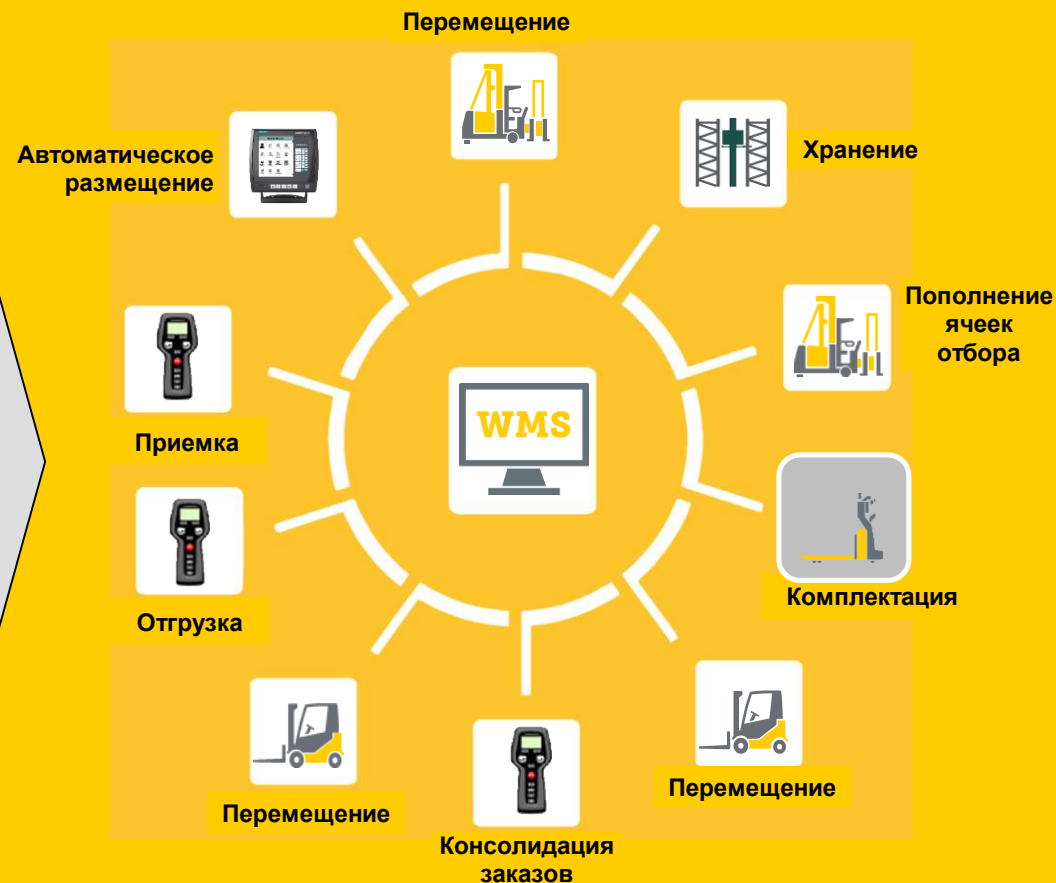 Перемещение
Автоматическое
размещение
Хранение
Пополнение
ячеек
отбора
Приемка
WMS
Комплектация
Отгрузка
Перемещение
Перемещение
Консолидация
заказов